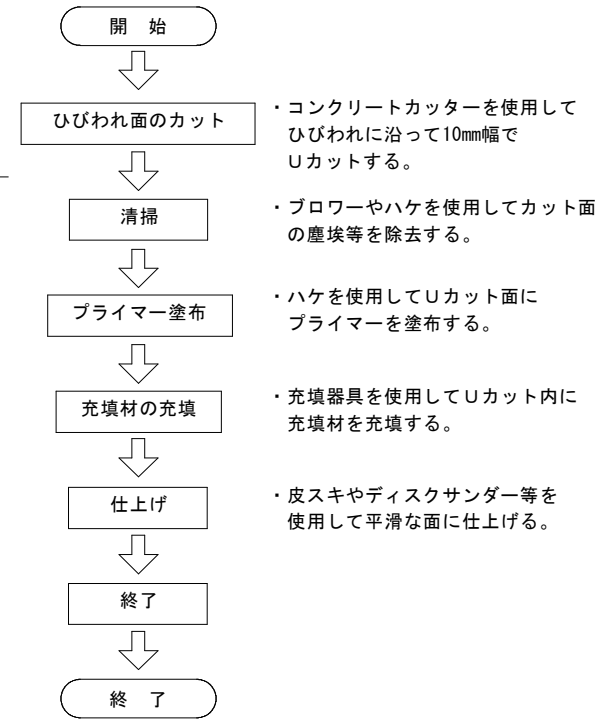 開　始
ひびわれ面のカット
・コンクリートカッターを使用して
ひびわれに沿って10mm幅で
Uカットする。
清掃
・ブロワーやハケを使用してカット面
の塵埃等を除去する。
プライマー塗布
・ハケを使用してUカット面に
プライマーを塗布する。
充填材の充填
・充填器具を使用してUカット内に
充填材を充填する。
仕上げ
・皮スキやディスクサンダー等を
使用して平滑な面に仕上げる。
終了
終　了